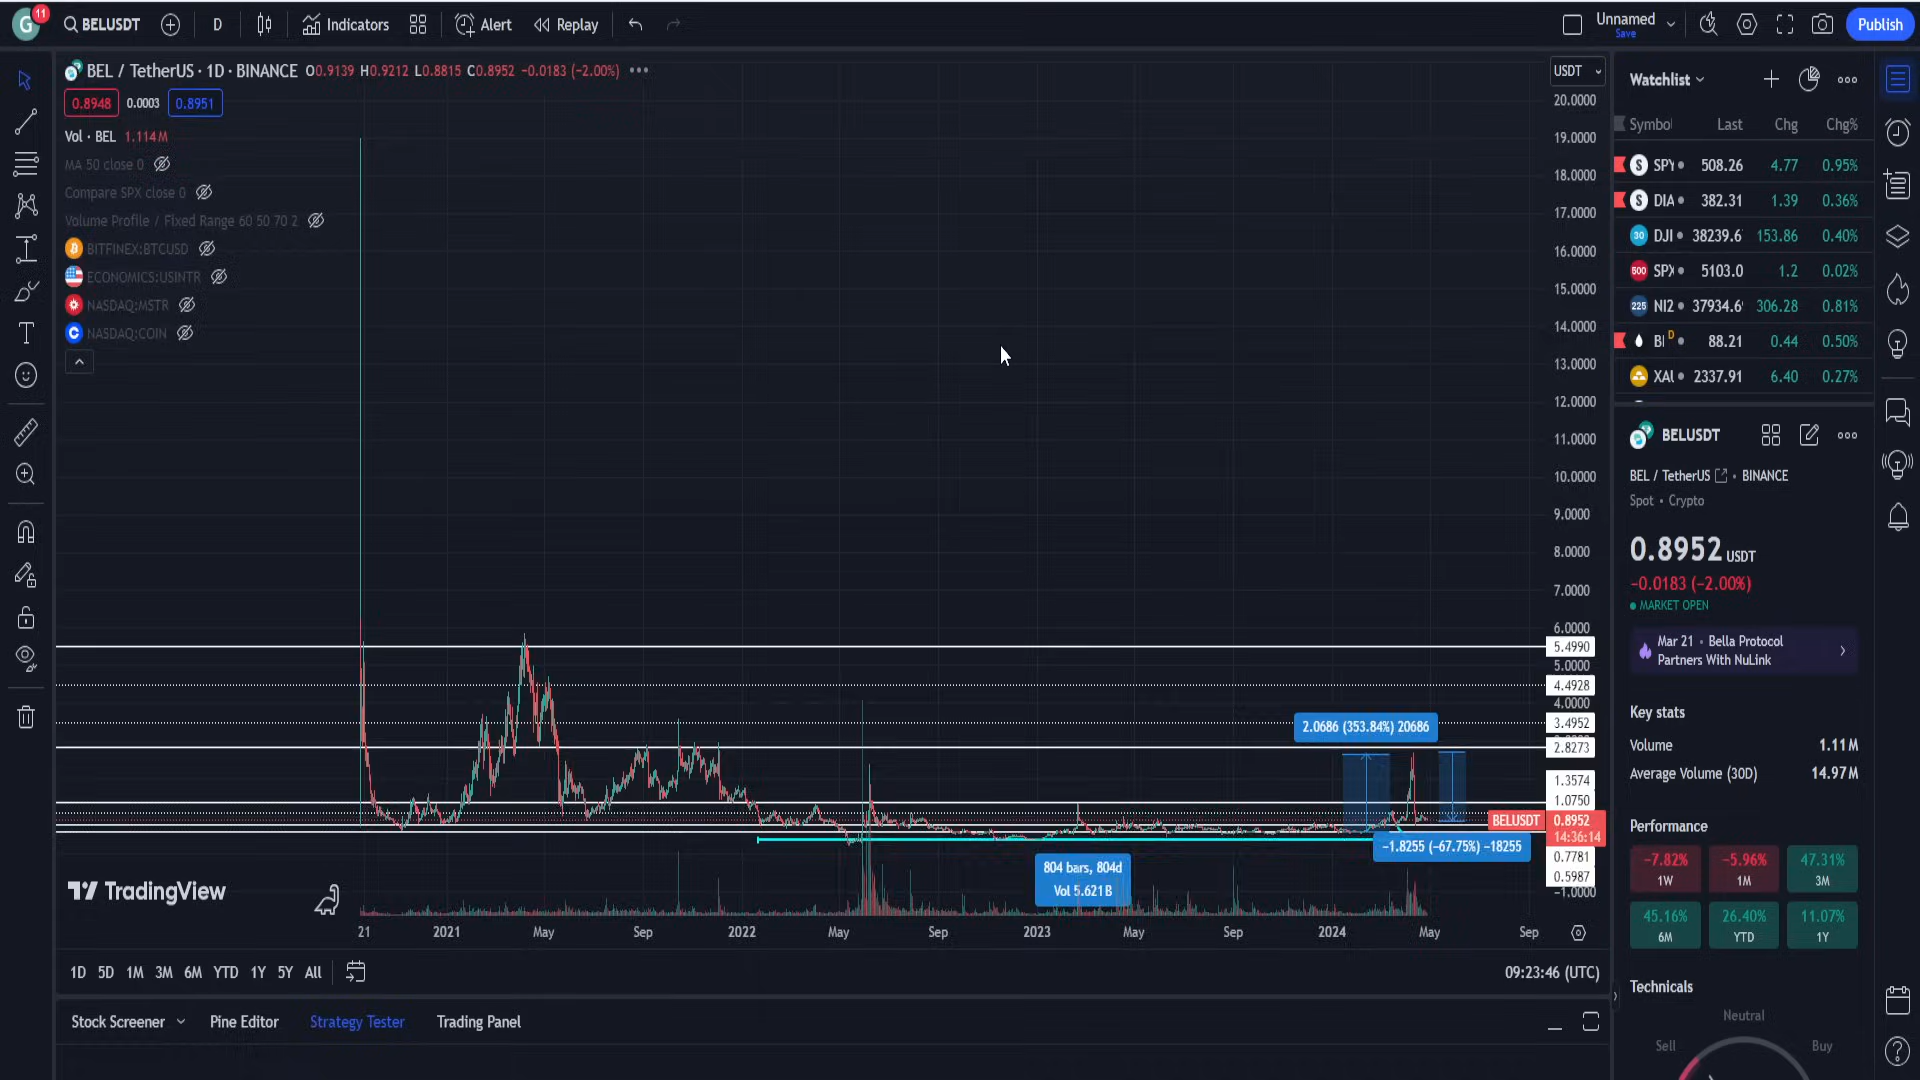 G 11 BELUSDT D Indicators Alert Replay Unnamed Save Publish
BEL / TetherUS · 1D · BINANCE O0.9139 H0.9212 L0.8815 C0.8952 −0.0183 (−2.00%)
0.8948 0.0003 0.8951
Vol · BEL 1.114M
MA 50 close 0
Compare SPX close 0
Volume Profile / Fixed Range 60 50 70 2
BITFINEX:BTCUSD
ECONOMICS:USINTR
NASDAQ:MSTR
NASDAQ:COIN
USDT
20.0000
19.0000
18.0000
17.0000
16.0000
15.0000
14.0000
13.0000
12.0000
11.0000
10.0000
9.0000
8.0000
7.0000
6.0000
5.4990
5.0000
4.4928
4.0000
3.4952
2.8273
1.3574
1.0750
BELUSDT 0.8952
14:36:14
0.7781
0.5987
−1.0000
2.0686 (353.84%) 20686
−1.8255 (−67.75%) −18255
804 bars, 804d
Vol 5.621B
TradingView
21 2021 May Sep 2022 May Sep 2023 May Sep 2024 May Sep
1D 5D 1M 3M 6M YTD 1Y 5Y All 09:23:46 (UTC)
Stock Screener Pine Editor Strategy Tester Trading Panel
Watchlist
Symbol Last Chg Chg%
SPY 508.26 4.77 0.95%
DIA 382.31 1.39 0.36%
30 DJI 38239.6 153.86 0.40%
500 SPX 5103.0 1.2 0.02%
225 NI2 37934.6 306.28 0.81%
D 88.21 0.44 0.50%
XAU 2337.91 6.40 0.27%
BELUSDT
BEL / TetherUS • BINANCE
Spot • Crypto
0.8952 USDT
−0.0183 (−2.00%)
MARKET OPEN
Mar 21 • Bella Protocol
Partners With NuLink
Key stats
Volume 1.11M
Average Volume (30D) 14.97M
Performance
−7.82% −5.96% 47.31%
1W 1M 3M
45.16% 26.40% 11.07%
6M YTD 1Y
Technicals
Neutral
Sell Buy